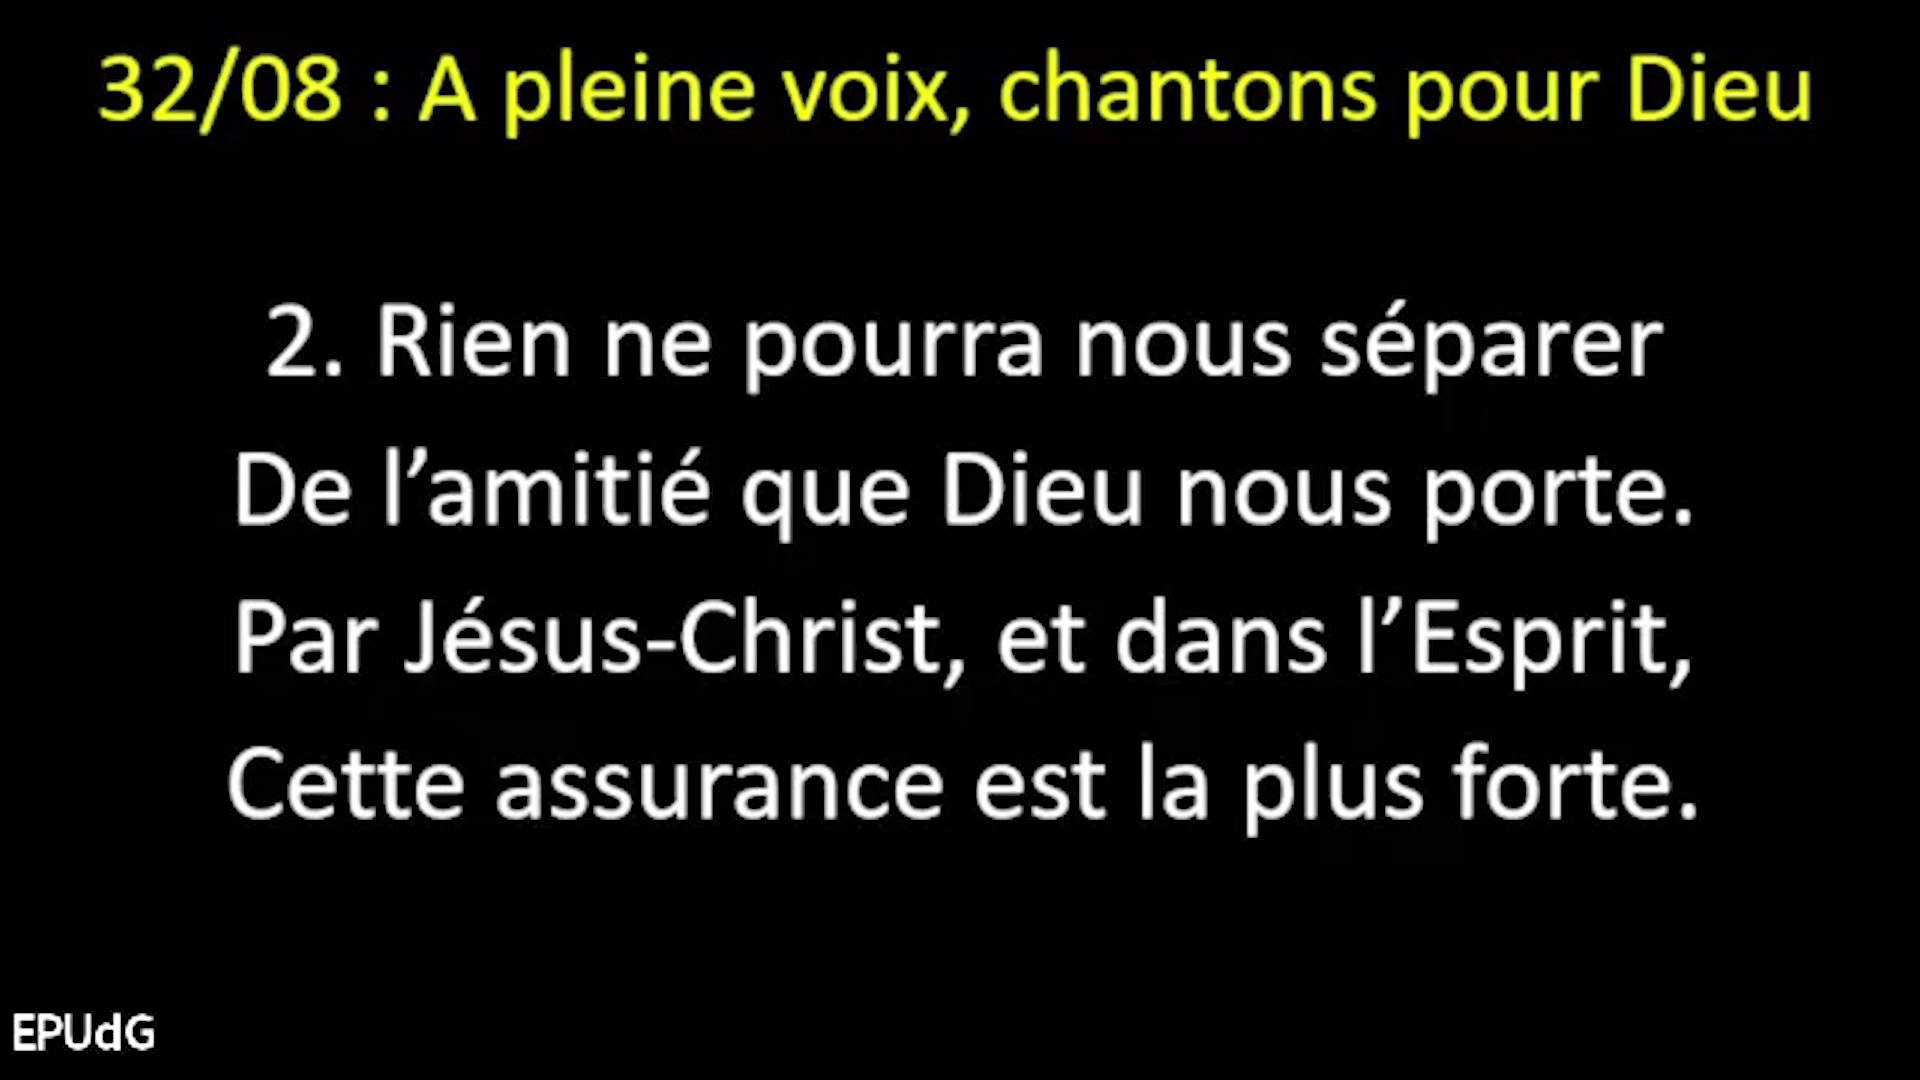 32/08 : A pleine voix, chantons pour Dieu
2. Rien ne pourra nous séparer
De l’amitié que Dieu nous porte.
Par Jésus-Christ, et dans l’Esprit,
Cette assurance est la plus forte.
EPUdG